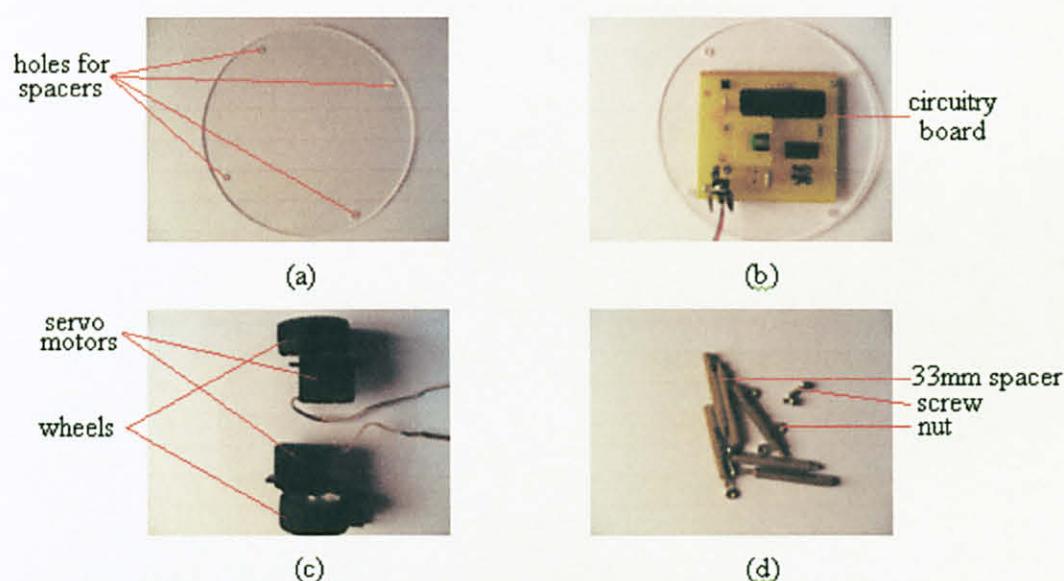 holes for
spacers
circuitry
board
(a)
(b)
servo
motors
wheels
33mm spacer
screw
nut
(c)
(d)